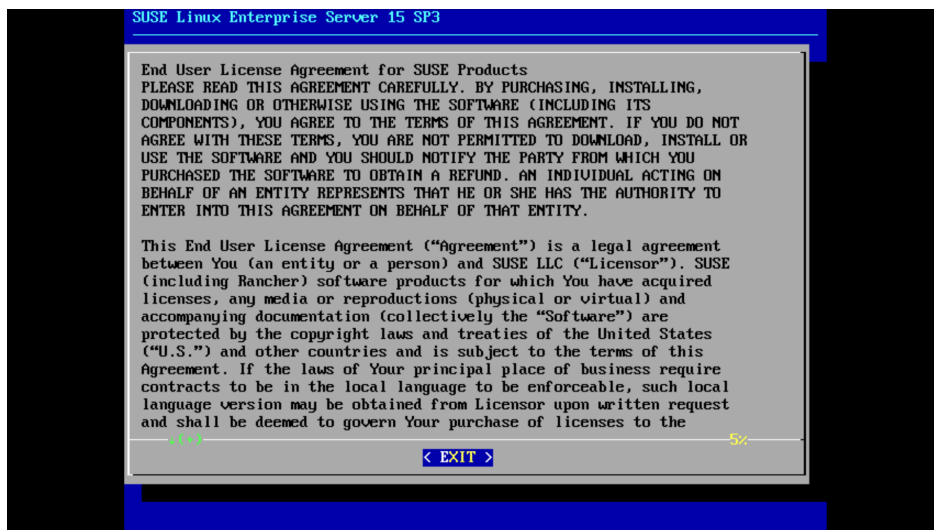 SUSE Linux Enterprise Server 15 SP3
End User License Agreement for SUSE Products
PLEASE READ THIS AGREEMENT CAREFULLY. BY PURCHASING, INSTALLING,
DOWNLOADING OR OTHERWISE USING THE SOFTWARE (INCLUDING ITS
COMPONENTS), YOU AGREE TO THE TERMS OF THIS AGREEMENT. IF YOU DO NOT
AGREE WITH THESE TERMS, YOU ARE NOT PERMITTED TO DOWNLOAD, INSTALL OR
USE THE SOFTWARE AND YOU SHOULD NOTIFY THE PARTY FROM WHICH YOU
PURCHASED THE SOFTWARE TO OBTAIN A REFUND. AN INDIVIDUAL ACTING ON
BEHALF OF AN ENTITY REPRESENTS THAT HE OR SHE HAS THE AUTHORITY TO
ENTER INTO THIS AGREEMENT ON BEHALF OF THAT ENTITY.
This End User License Agreement (“Agreement”) is a legal agreement
between You (an entity or a person) and SUSE LLC (“Licensor”). SUSE
(including Rancher) software products for which You have acquired
licenses, any media or reproductions (physical or virtual) and
accompanying documentation (collectively the “Software”) are
protected by the copyright laws and treaties of the United States
(“U.S.”) and other countries and is subject to the terms of this
Agreement. If the laws of Your principal place of business require
contracts to be in the local language to be enforceable, such local
language version may be obtained from Licensor upon written request
and shall be deemed to govern Your purchase of licenses to the
↓(+) 5%
< EXIT >